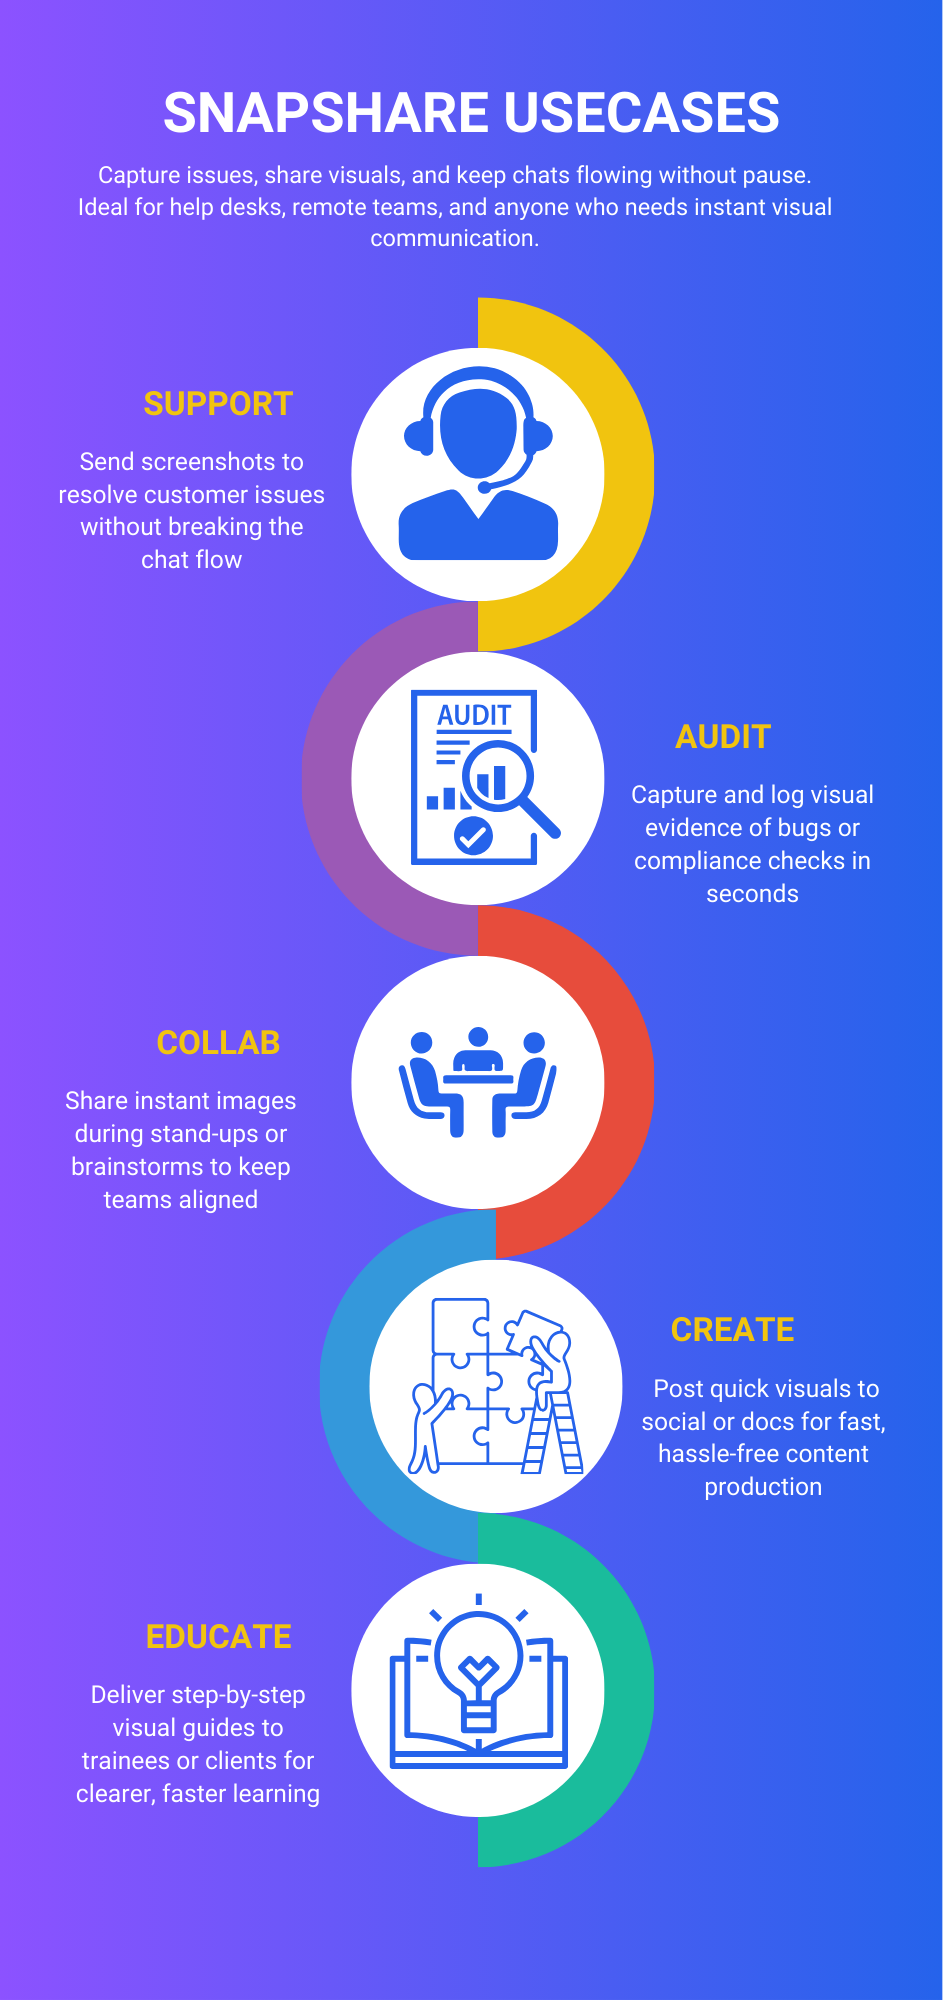 SNAPSHARE USECASES
Capture issues, share visuals, and keep chats flowing without pause.
Ideal for help desks, remote teams, and anyone who needs instant visual
communication.
SUPPORT
Send screenshots to
resolve customer issues
without breaking the
chat flow
AUDIT
AUDIT
Capture and log visual
evidence of bugs or
compliance checks in
seconds
COLLAB
Share instant images
during stand-ups or
brainstorms to keep
teams aligned
CREATE
Post quick visuals to
social or docs for fast,
hassle-free content
production
EDUCATE
Deliver step-by-step
visual guides to
trainees or clients for
clearer, faster learning